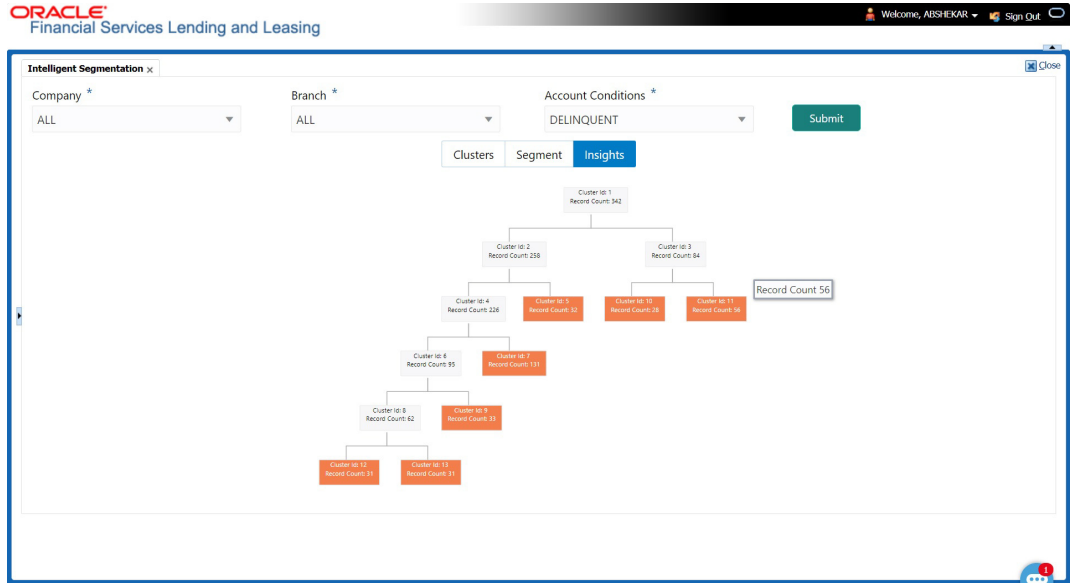 ORACLE
Financial Services Lending and Leasing
Welcome, ABSHEKAR
Sign Out
Intelligent Segmentation x
Close
Company *
Branch *
Account Conditions *
ALL
ALL
DELINQUENT
Submit
Clusters
Segment
Insights
Cluster Id: 1
Record Count: 342
Cluster Id: 2
Record Count: 258
Cluster Id: 3
Record Count: 84
Cluster Id: 4
Record Count: 226
Cluster Id: 5
Record Count: 32
Cluster Id: 10
Record Count: 28
Cluster Id: 11
Record Count: 56
Record Count 56
Cluster Id: 6
Record Count: 95
Cluster Id: 7
Record Count: 131
Cluster Id: 8
Record Count: 62
Cluster Id: 9
Record Count: 33
Cluster Id: 12
Record Count: 31
Cluster Id: 13
Record Count: 31
1